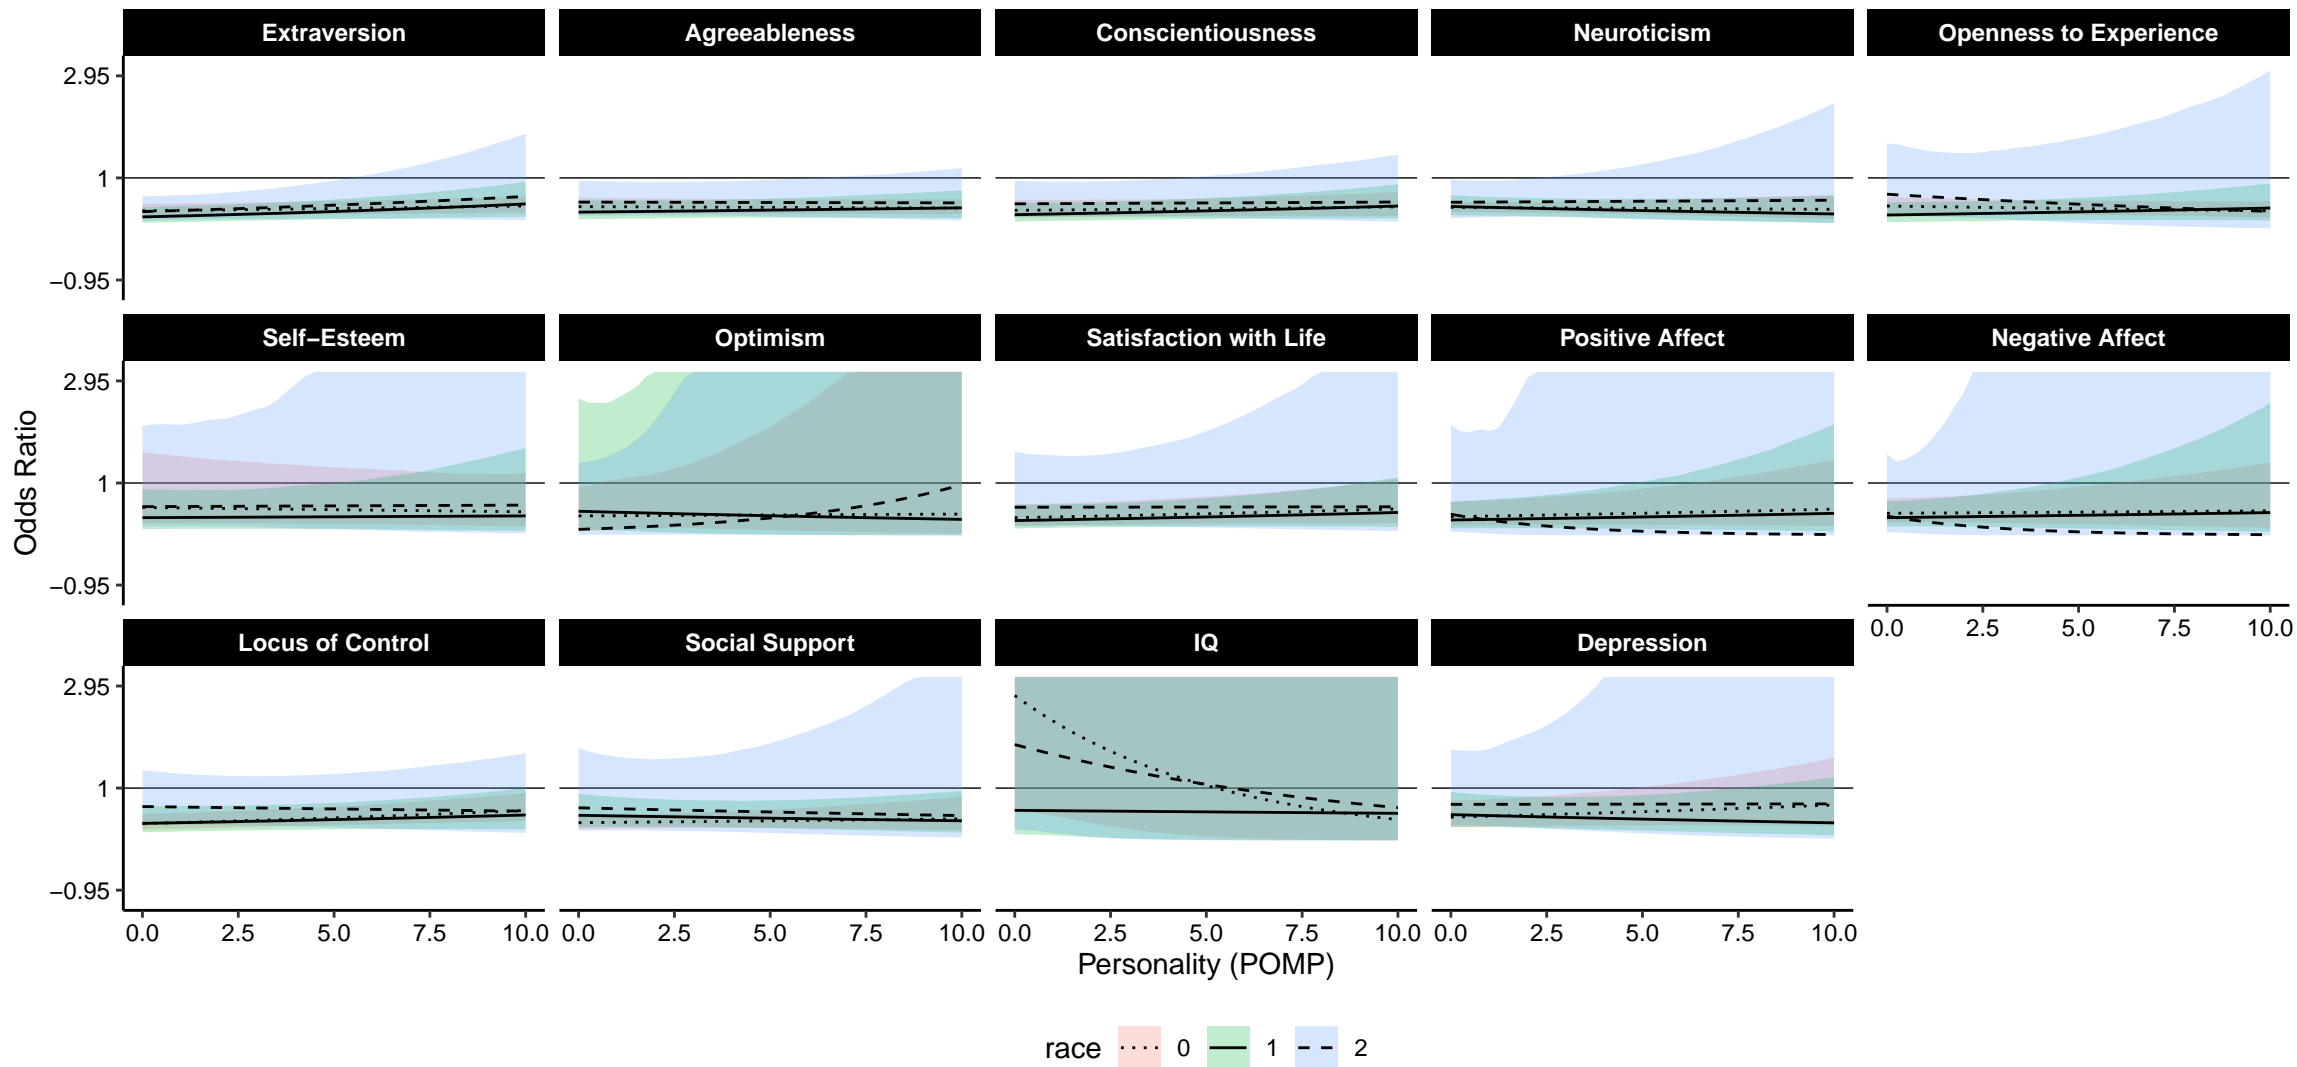 Extraversion
Agreeableness
Conscientiousness
Neuroticism
Openness to Experience
2.95
1
−0.95
Self−Esteem
Optimism
Satisfaction with Life
Positive Affect
Negative Affect
2.95
1
−0.95
0.0 2.5 5.0 7.5 10.0
Locus of Control
Social Support
IQ
Depression
2.95
1
−0.95
0.0 2.5 5.0 7.5 10.0
0.0 2.5 5.0 7.5 10.0
0.0 2.5 5.0 7.5 10.0
0.0 2.5 5.0 7.5 10.0
Odds Ratio
Personality (POMP)
race 0 1 2